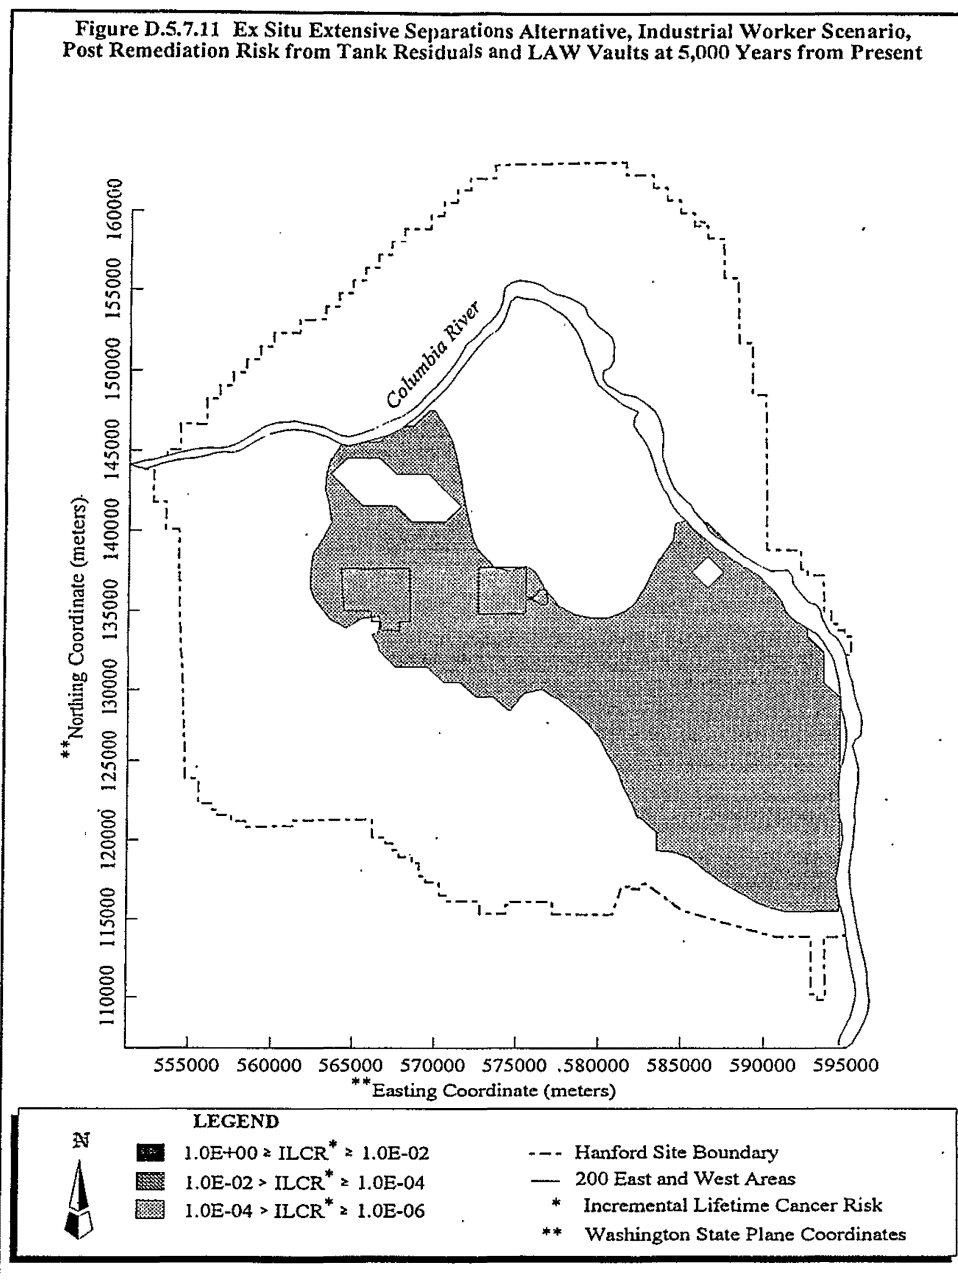 Figure D.5.7.11 Ex Situ Extensive Separations Alternative, Industrial Worker Scenario,
Post Remediation Risk from Tank Residuals and LAW Vaults at 5,000 Years from Present
160000
155000
150000
145000
140000
135000
130000
125000
120000
115000
110000
**Northing Coordinate (meters)
Columbia River
555000 560000 565000 570000 575000 580000 585000 590000 595000
**Easting Coordinate (meters)
LEGEND
N
1.0E+00 ≥ ILCR* ≥ 1.0E-02
1.0E-02 > ILCR* ≥ 1.0E-04
1.0E-04 > ILCR* ≥ 1.0E-06
Hanford Site Boundary
200 East and West Areas
* Incremental Lifetime Cancer Risk
** Washington State Plane Coordinates